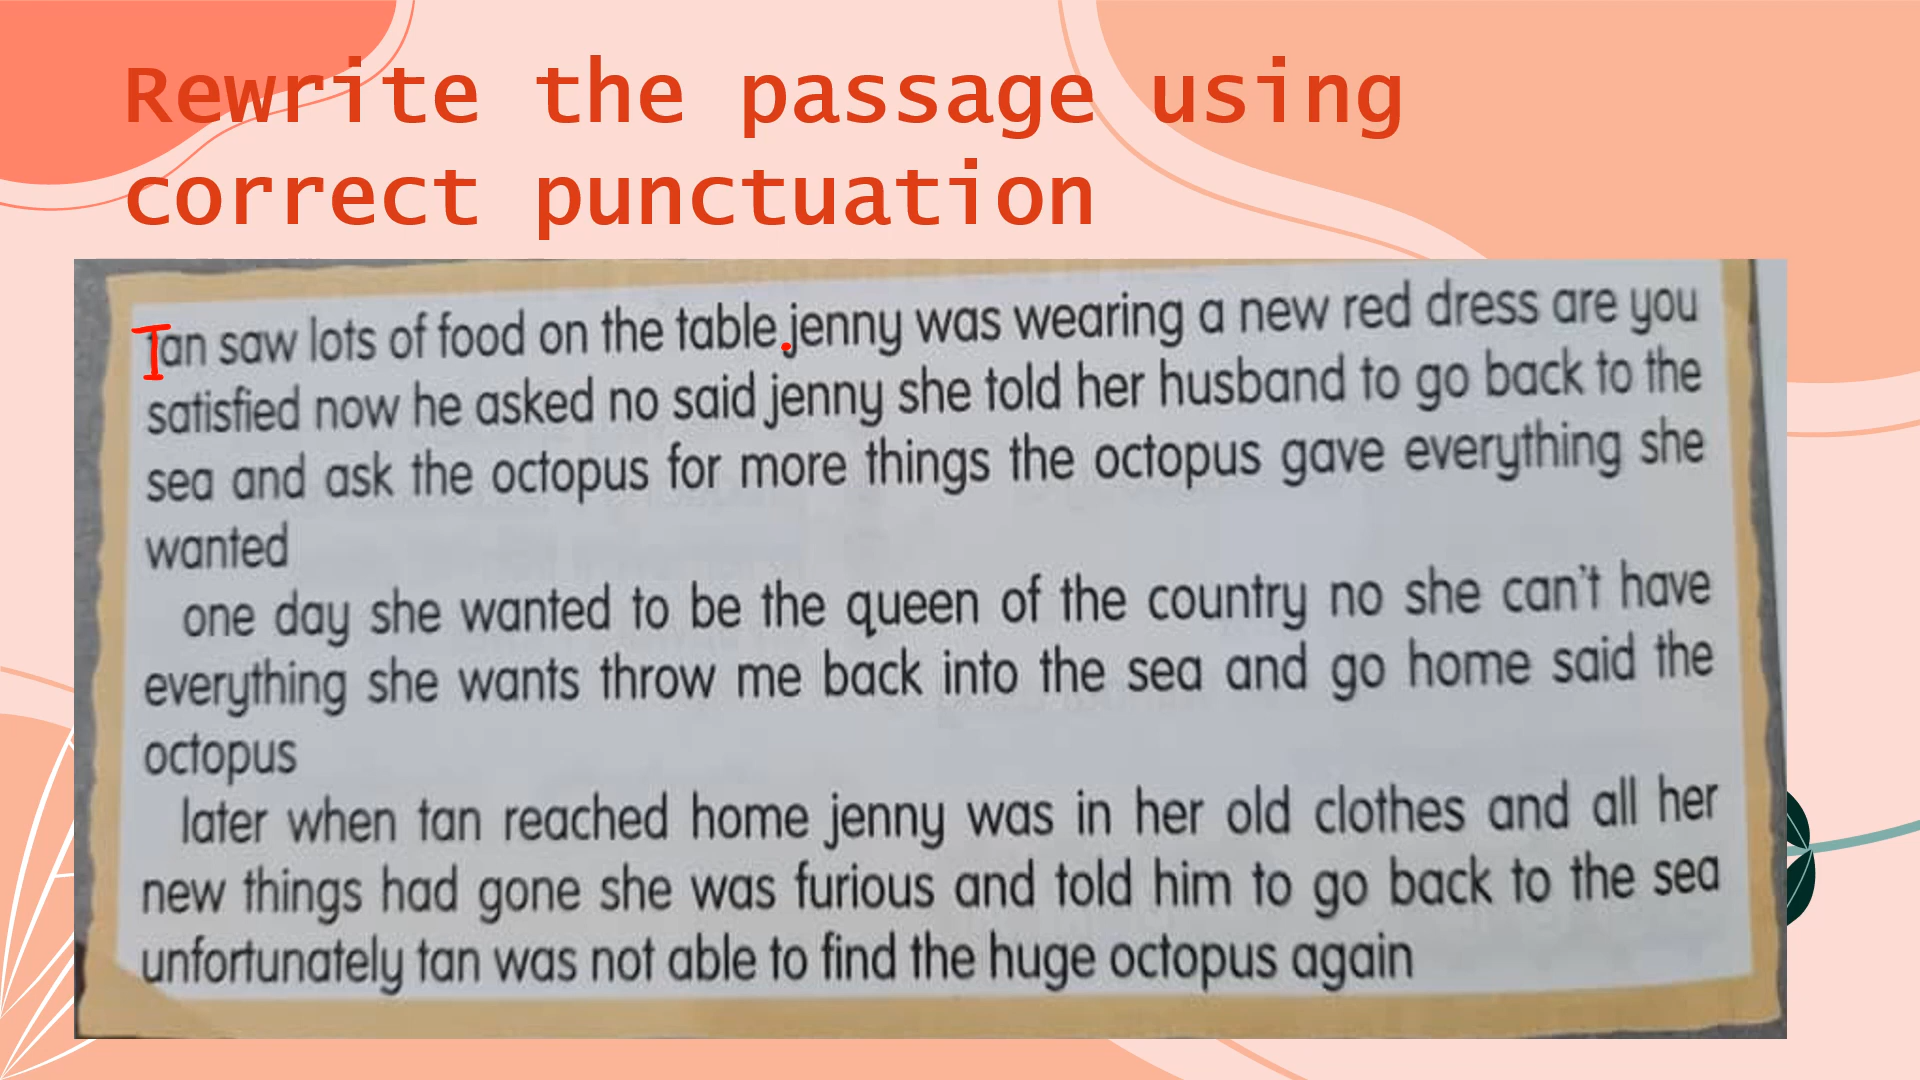 Rewrite the passage using
correct punctuation
Tan saw lots of food on the table.jenny was wearing a new red dress are you
satisfied now he asked no said jenny she told her husband to go back to the
sea and ask the octopus for more things the octopus gave everything she
wanted
one day she wanted to be the queen of the country no she can't have
everything she wants throw me back into the sea and go home said the
octopus
later when tan reached home jenny was in her old clothes and all her
new things had gone she was furious and told him to go back to the sea
unfortunately tan was not able to find the huge octopus again